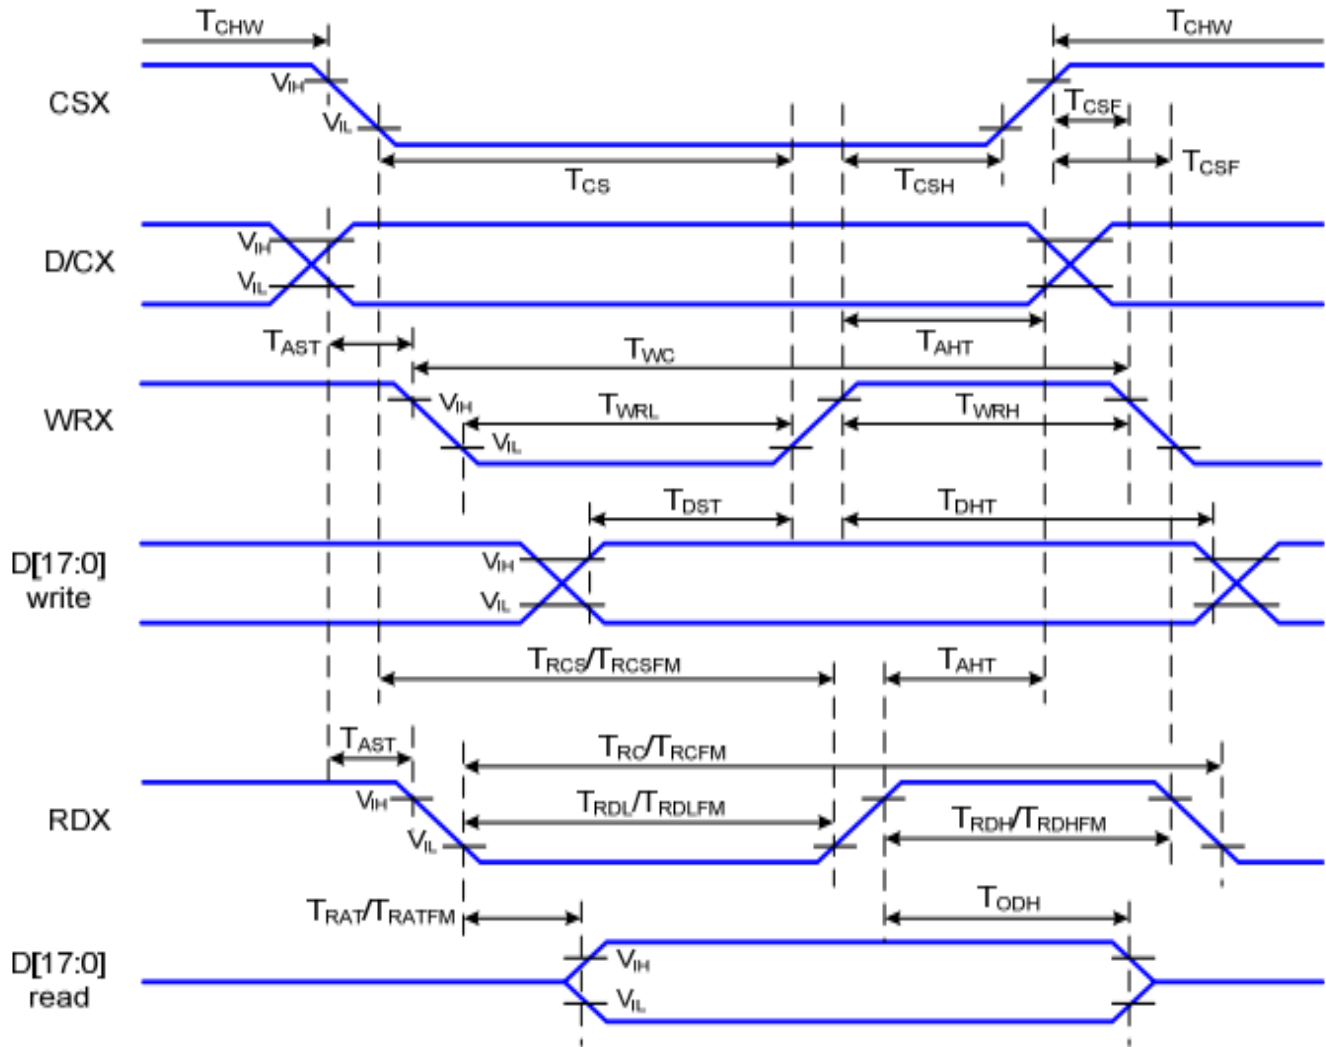 TCHW TCHW
CSX VIH TCSF
VIL TCSF
TCS TCSH
D/CX VIH
VIL
TAST TWC TAHT
WRX VIH TWRL TWRH
VIL
TDST TDHT
D[17:0] VIH
write VIL
TRCS/TRCSFM TAHT
TAST TRC/TRCFM
RDX VIH TRDL/TRDLFM TRDH/TRDHFM
VIL
TRAT/TRATFM TODH
D[17:0] VIH
read VIL